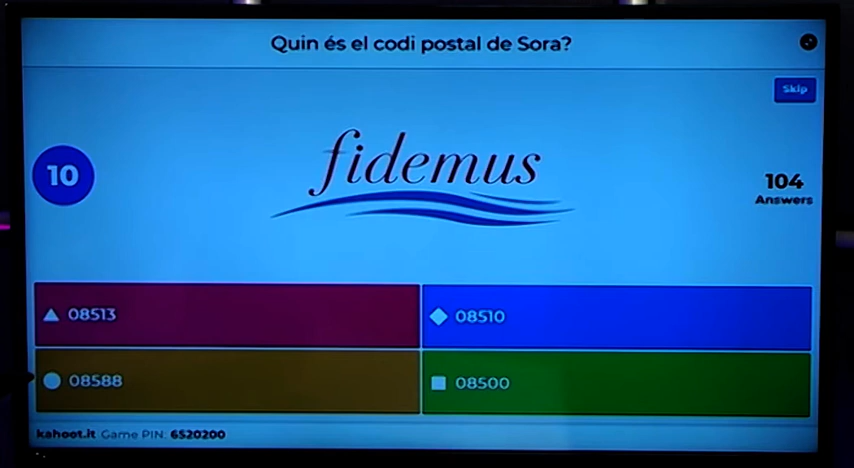 Quin és el codi postal de Sora?
Skip
fidemus
10
104
Answers
08513
08510
08588
08500
kahoot.it Game PIN: 6520200